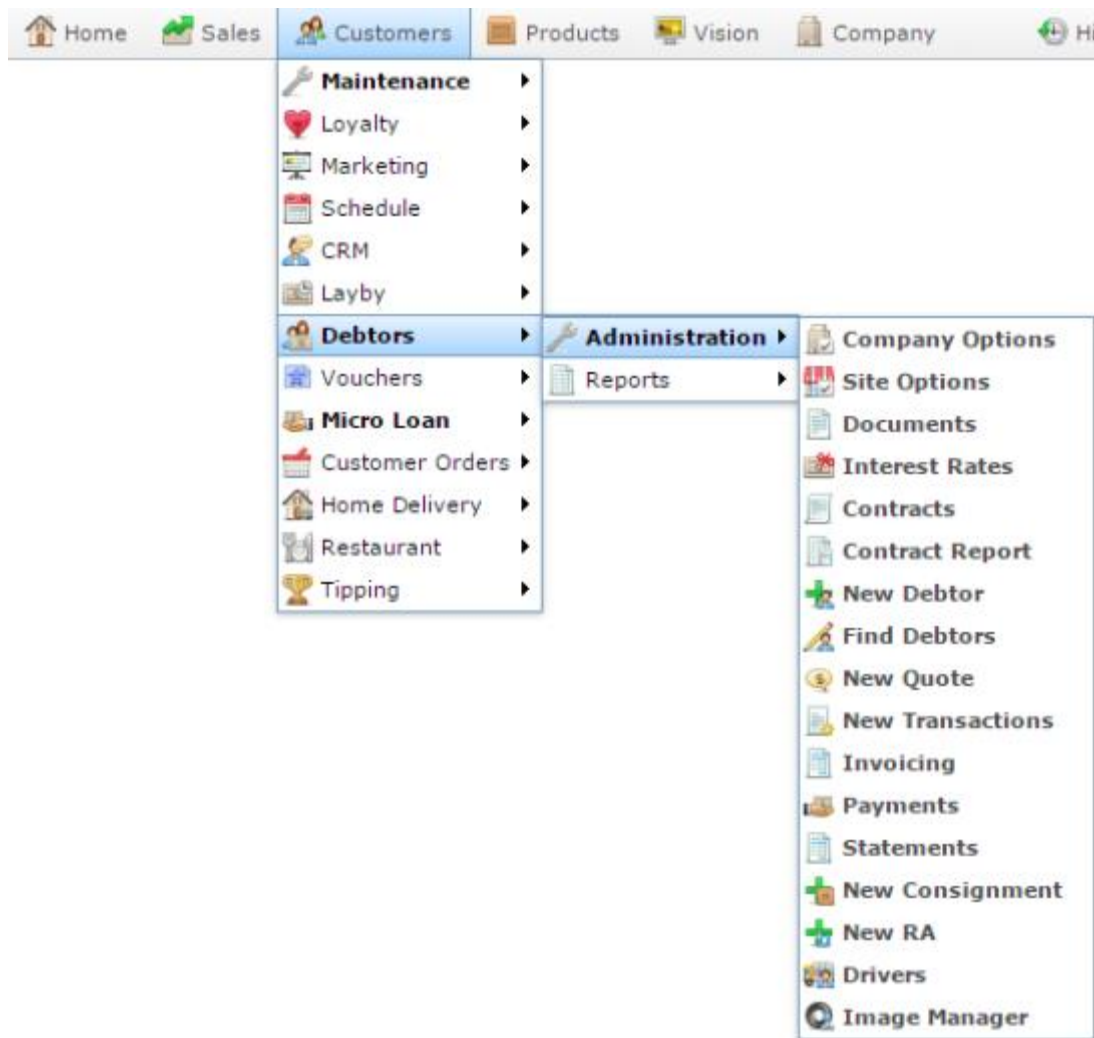 Home Sales Customers Products Vision Company Hi
Maintenance
Loyalty
Marketing
Schedule
CRM
Layby
Debtors
Vouchers
Micro Loan
Customer Orders
Home Delivery
Restaurant
Tipping
Administration
Reports
Company Options
Site Options
Documents
Interest Rates
Contracts
Contract Report
New Debtor
Find Debtors
New Quote
New Transactions
Invoicing
Payments
Statements
New Consignment
New RA
Drivers
Image Manager